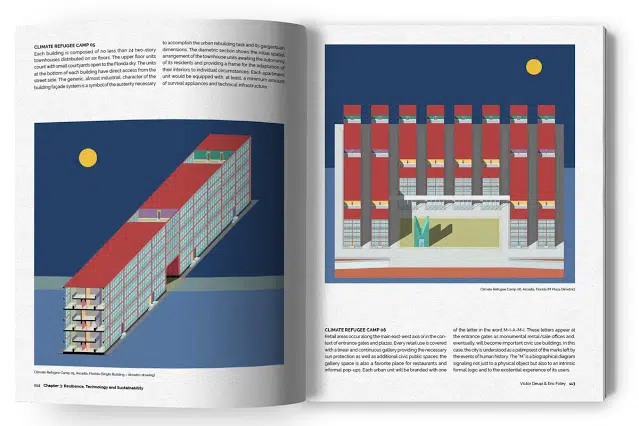 CLIMATE REFUGEE CAMP 05
Each building is composed of no less than 24 two-story
townhouses distributed on six floors. The upper floor units
count with small courtyards open to the Florida sky. The units
at the bottom of each building have direct access from the
street side. The generic, almost industrial, character of the
building façade system is a symbol of the austerity necessary
to accomplish the urban rebuilding task and its gargantuan
dimensions. The diametric section shows the initial spatial
arrangement of the townhouse units awaiting the autonomy
of its residents and providing a frame for the adaptation of
their interiors to individual circumstances. Each apartment
unit would be equipped with, at least, a minimum amount
of survival appliances and technical infrastructure.
Climate Refugee Camp 05, Arcadia, Florida (Single Building – dimetric drawing)
112 Chapter 3: Resilience, Technology and Sustainability
Climate Refugee Camp 06, Arcadia, Florida (M Plaza Dimetric)
CLIMATE REFUGEE CAMP 06
Retail areas occur along the main east-west axis or in the con-
text of entrance gates and plazas. Every retail use is covered
with a linear and continuous gallery providing the necessary
sun protection as well as additional civic public spaces; the
gallery space is also a favorite place for restaurants and
informal pop-ups. Each urban unit will be branded with one
of the letter in the word M-I-A-M-I. These letters appear at
the entrance gates as monumental rental/sale offices and,
eventually, will become important civic use buildings. In this
case, the city is understood as a palimpsest of the marks left by
the events of human history. The "M" is a biographical diagram
signaling not just to a physical object but also to an intrinsic
formal logic and to the existential experience of its users.
Victor Deupi & Eric Firley 113